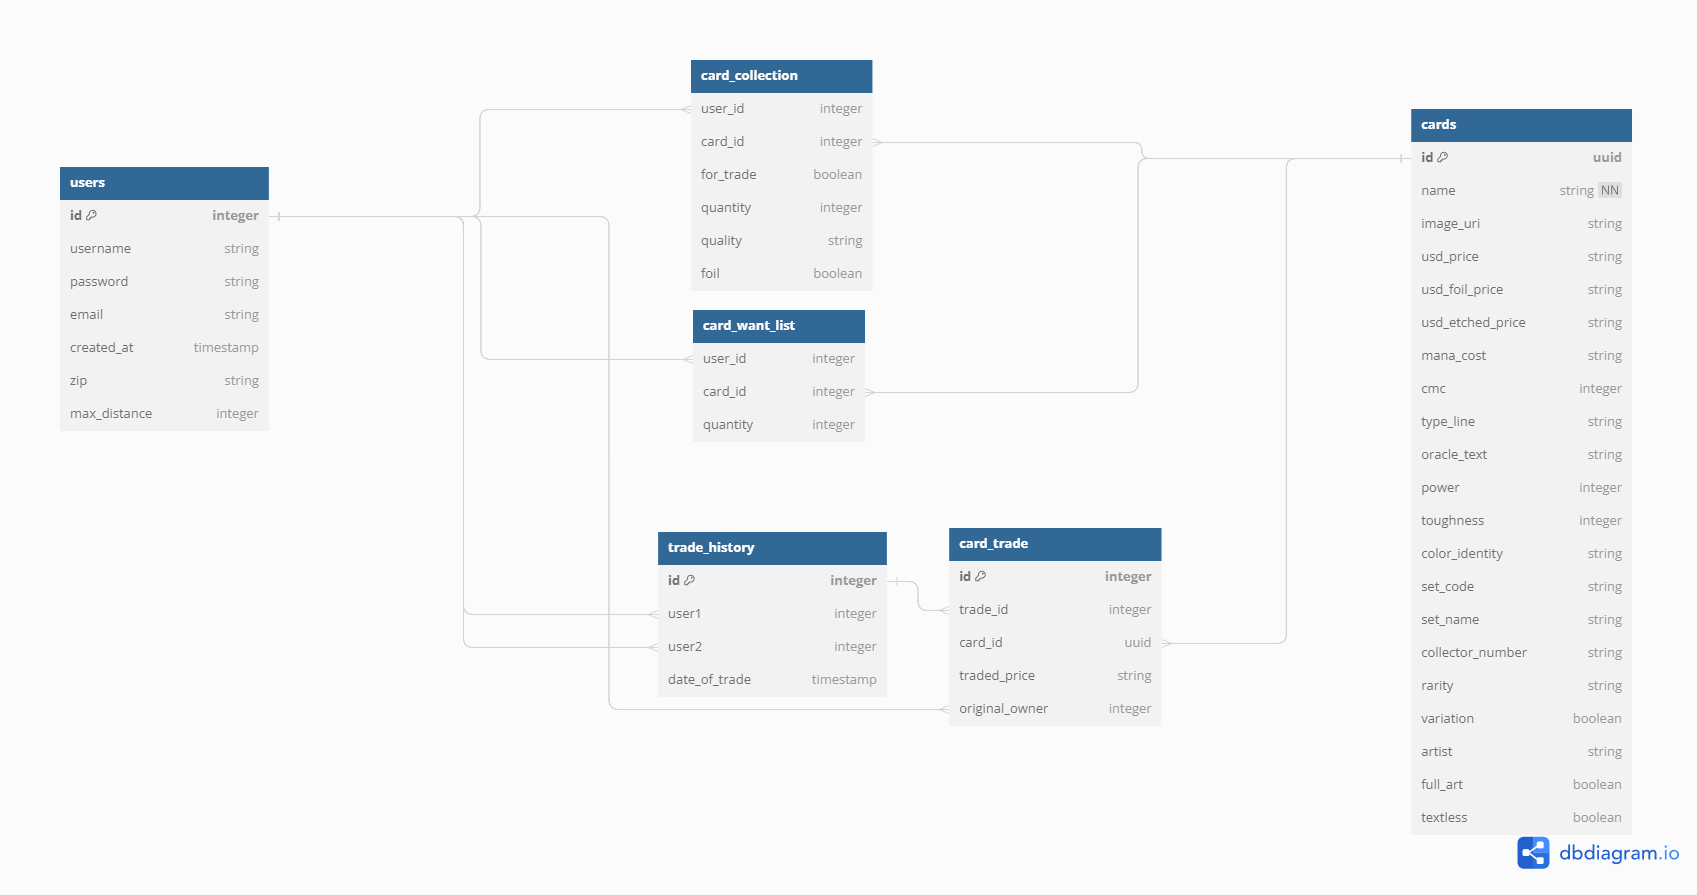 users
id integer
username string
password string
email string
created_at timestamp
zip string
max_distance integer
card_collection
user_id integer
card_id integer
for_trade boolean
quantity integer
quality string
foil boolean
card_want_list
user_id integer
card_id integer
quantity integer
trade_history
id integer
user1 integer
user2 integer
date_of_trade timestamp
card_trade
id integer
trade_id integer
card_id uuid
traded_price string
original_owner integer
cards
id uuid
name string NN
image_uri string
usd_price string
usd_foil_price string
usd_etched_price string
mana_cost string
cmc integer
type_line string
oracle_text string
power integer
toughness integer
color_identity string
set_code string
set_name string
collector_number string
rarity string
variation boolean
artist string
full_art boolean
textless boolean
dbdiagram.io